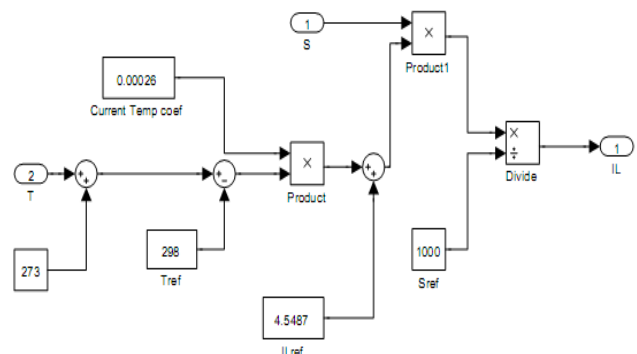 1
S
×
Product1
0.00026
Current Temp coef
×
÷
Divide
1
IL
2
T
+
+
+
−
×
Product
+
+
273
298
Tref
1000
Sref
4.5487